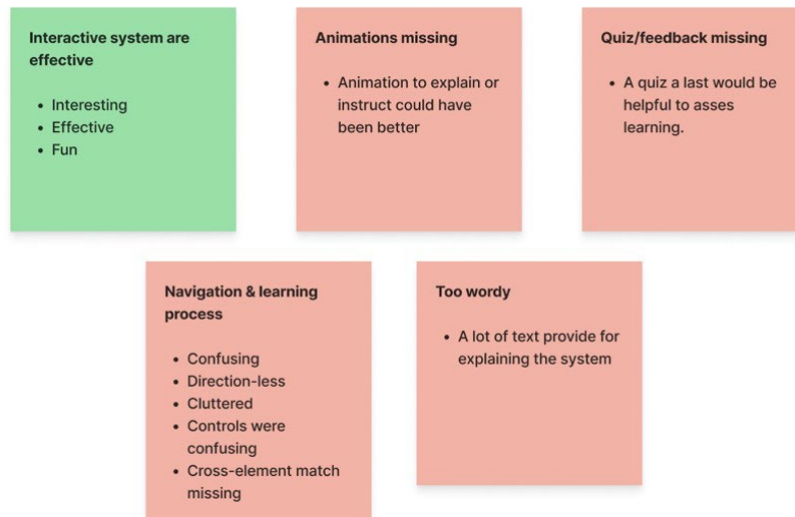 Interactive system are
effective
• Interesting
• Effective
• Fun
Animations missing
• Animation to explain or
instruct could have
been better
Quiz/feedback missing
• A quiz a last would be
helpful to asses
learning.
Navigation & learning
process
• Confusing
• Direction-less
• Cluttered
• Controls were
confusing
• Cross-element match
missing
Too wordy
• A lot of text provide for
explaining the system